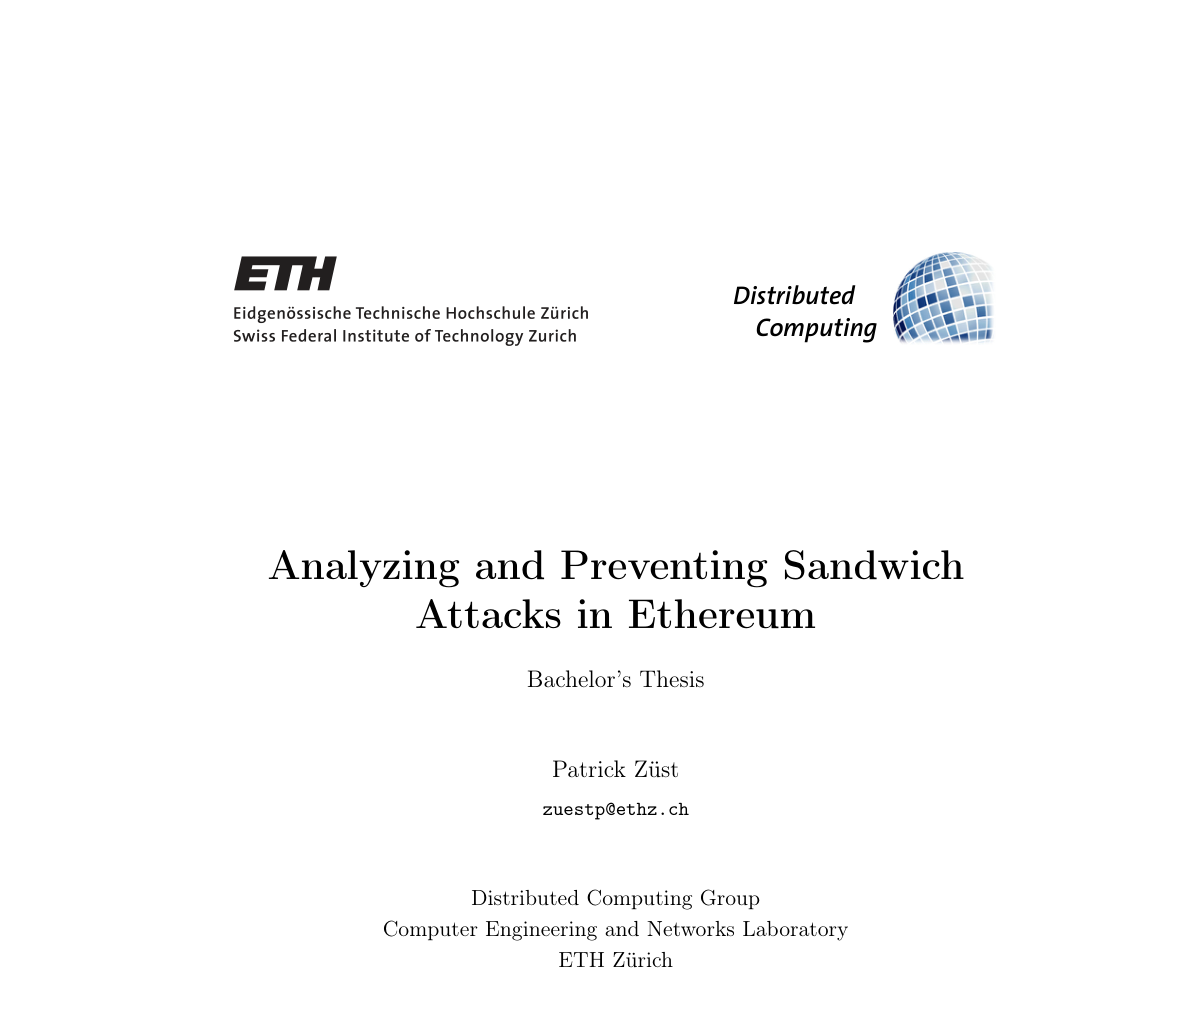 ETH
Eidgenössische Technische Hochschule Zürich
Swiss Federal Institute of Technology Zurich
Distributed
Computing
Analyzing and Preventing Sandwich
Attacks in Ethereum
Bachelor's Thesis
Patrick Züst
zuestp@ethz.ch
Distributed Computing Group
Computer Engineering and Networks Laboratory
ETH Zürich